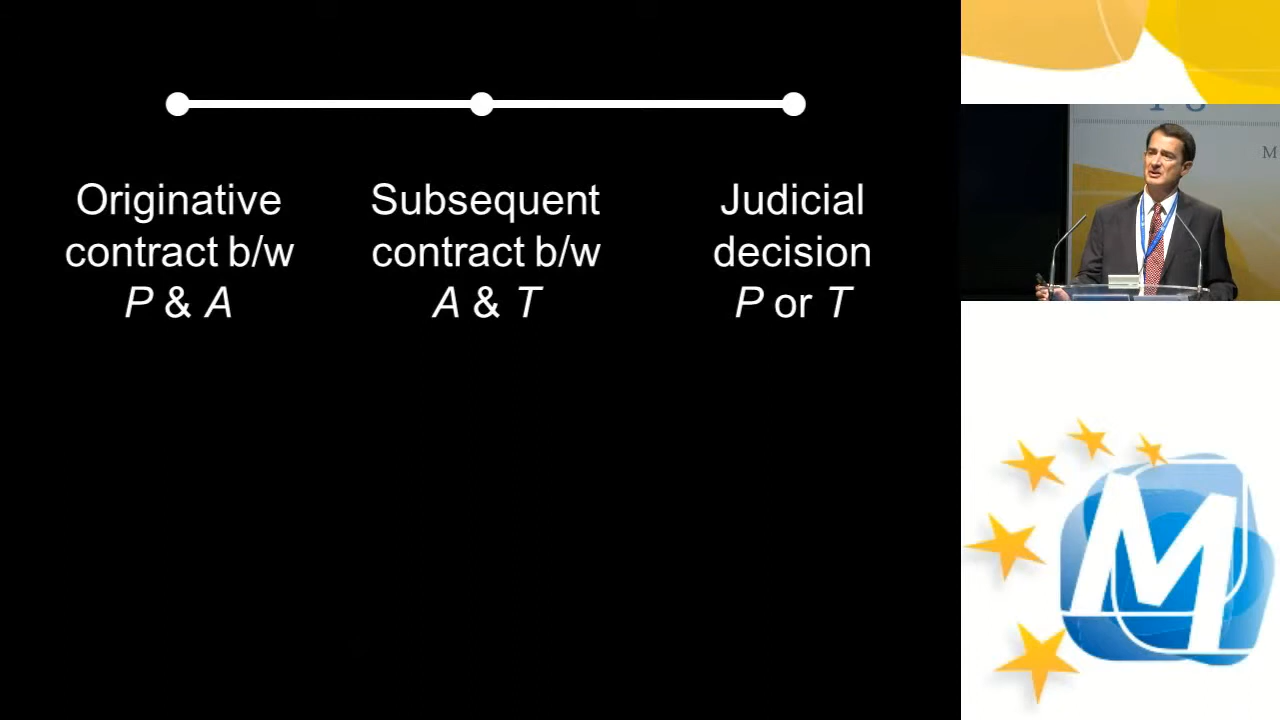 Originative
contract b/w
P & A
Subsequent
contract b/w
A & T
Judicial
decision
P or T
M
M